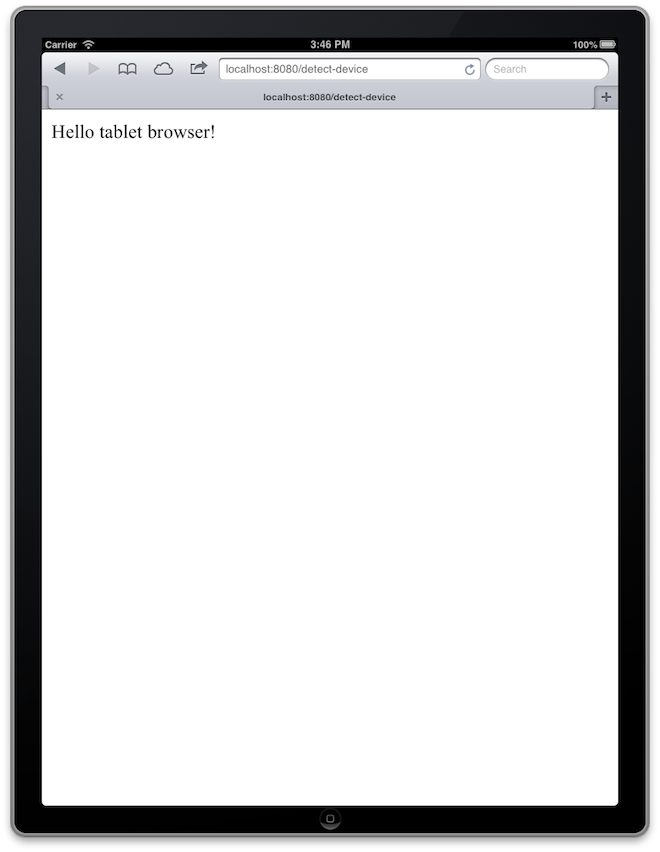 Carrier 3:46 PM 100%
localhost:8080/detect-device Search
localhost:8080/detect-device
Hello tablet browser!